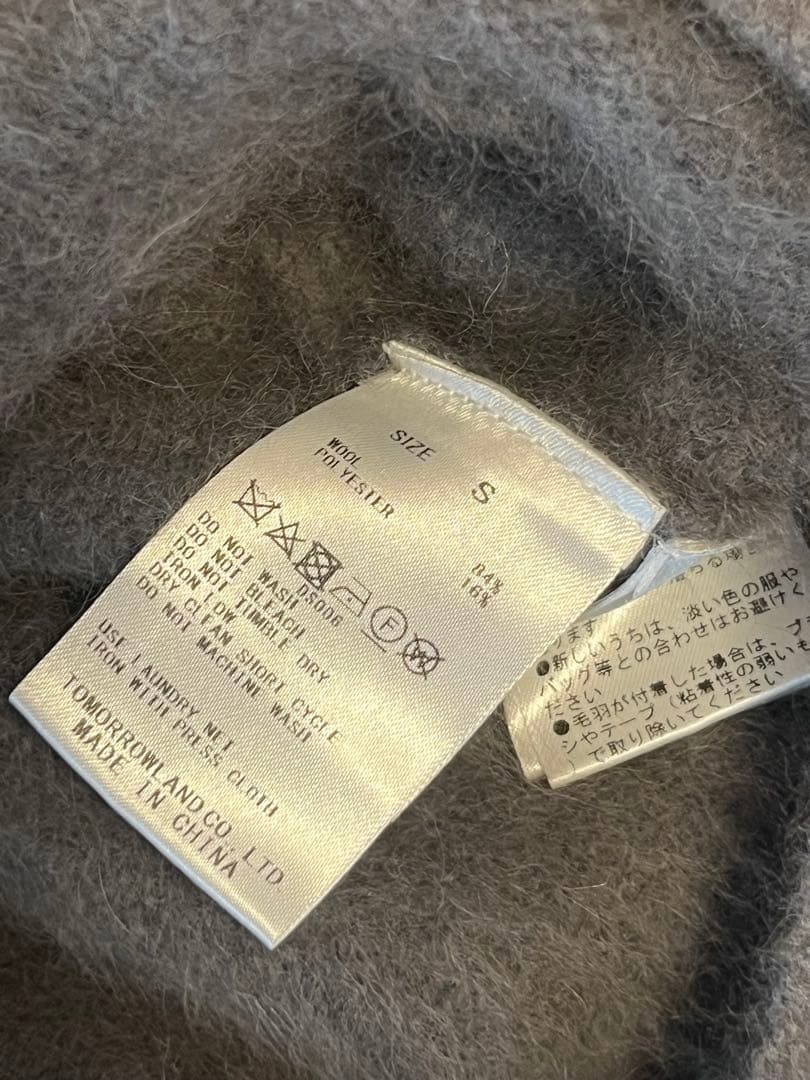 SIZE S
WOOL 84%
POLYESTER 16%
DS006
DO NOT WASH
DO NOT BLEACH
DO NOT TUMBLE DRY
IRON LOW
DRY CLEAN SHORT CYCLE
DO NOT MACHINE WASH
USE LAUNDRY NET
IRON WITH PRESS CLOTH
TOMORROWLAND CO., LTD.
MADE IN CHINA
F
W
ります
●新しいうちは、淡い色の服や
バッグ等との合わせはお避けく
ださい
●毛羽が付着した場合は、ブ
シやテープ(粘着性の弱いも
)で取り除いてください